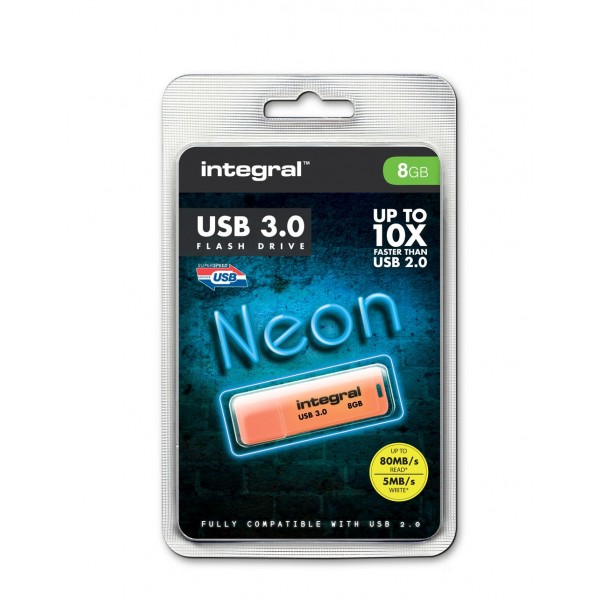 integral™
8GB
USB 3.0
FLASH DRIVE
UP TO
10X
FASTER THAN
USB 2.0
SUPERSPEED
USB
Neon
integral
USB 3.0 8GB
UP TO
80MB/s
READ*
5MB/s
WRITE*
FULLY COMPATIBLE WITH USB 2.0